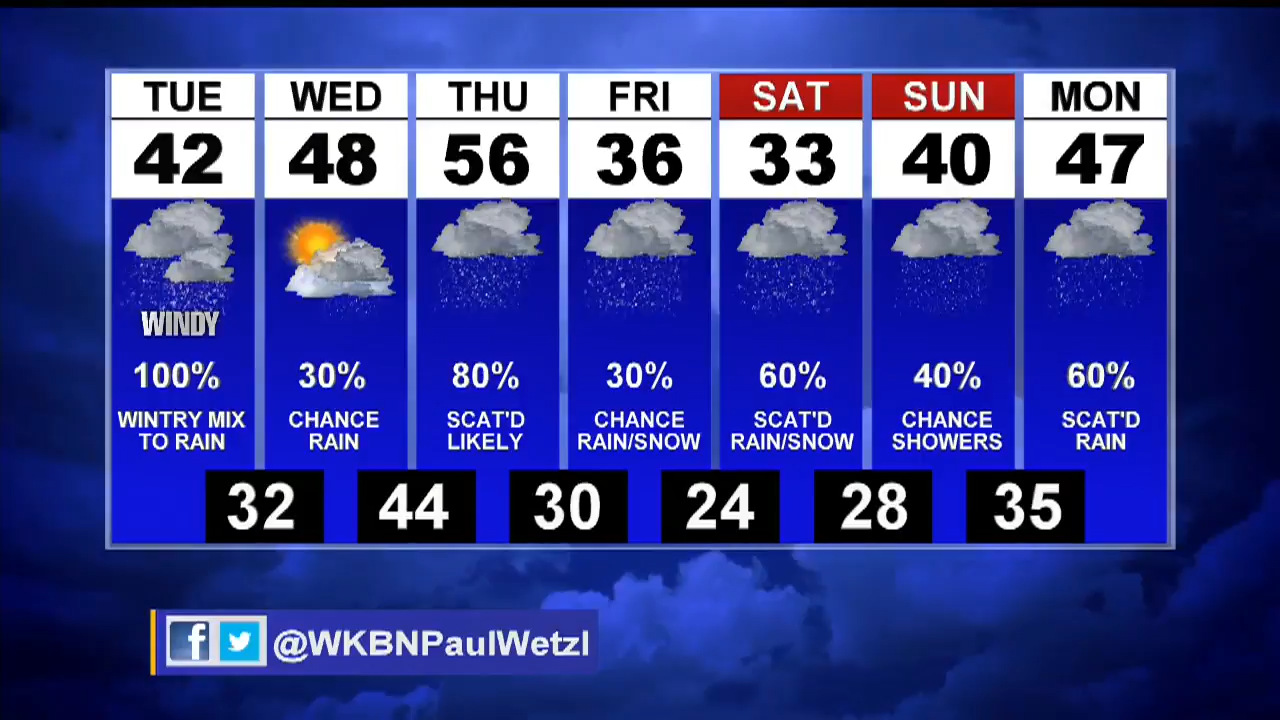 TUE WED THU FRI SAT SUN MON
42 48 56 36 33 40 47
WINDY
100% 30% 80% 30% 60% 40% 60%
WINTRY MIX CHANCE SCAT'D CHANCE SCAT'D CHANCE SCAT'D
TO RAIN RAIN LIKELY RAIN/SNOW RAIN/SNOW SHOWERS RAIN
32 44 30 24 28 35
f @WKBNPaulWetzl